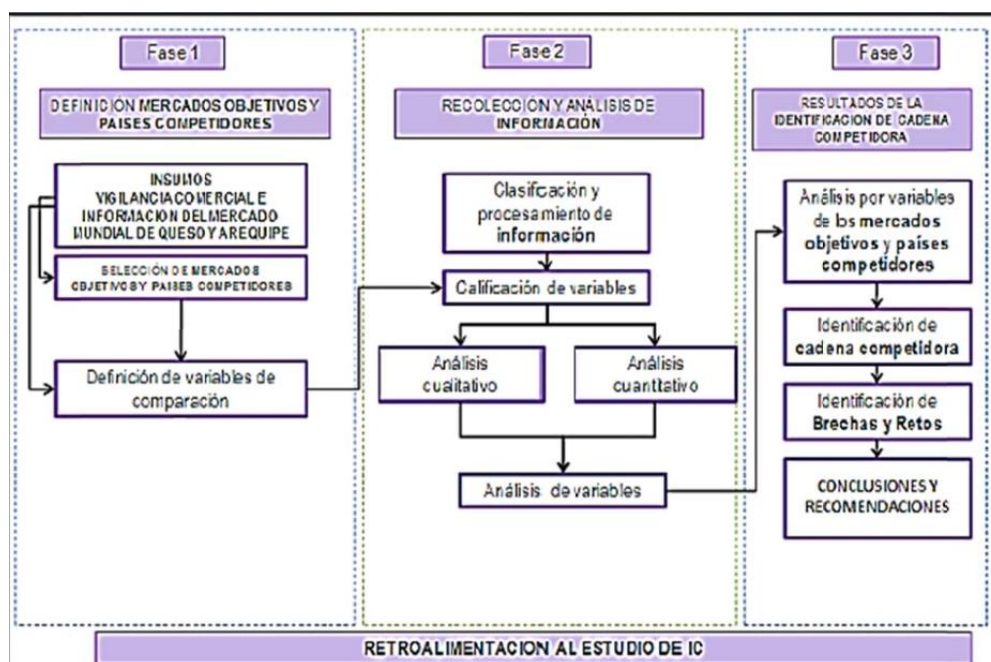 Fase 1
DEFINICIÓN MERCADOS OBJETIVOS Y
PAISES COMPETIDORES
INSUMOS
VIGILANCIA COMERCIAL E
INFORMACION DEL MERCADO
MUNDIAL DE QUESO Y AREQUIPE
SELECCIÓN DE MERCADOS
OBJETIVOS Y PAISES COMPETIDORES
Definición de variables de
comparación
Fase 2
RECOLECCIÓN Y ANÁLISIS DE
INFORMACIÓN
Clasificación y
procesamiento de
información
Calificación de variables
Análisis
cualitativo
Análisis
cuantitativo
Análisis de variables
Fase 3
RESULTADOS DE LA
IDENTIFICACION DE CADENA
COMPETIDORA
Análisis por variables
de los mercados
objetivos y países
competidores
Identificación de
cadena competidora
Identificación de
Brechas y Retos
CONCLUSIONES Y
RECOMENDACIONES
RETROALIMENTACION AL ESTUDIO DE IC